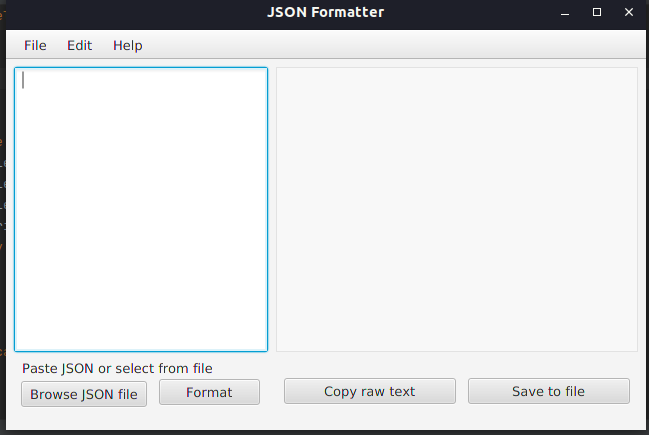 JSON Formatter
File Edit Help
Paste JSON or select from file
Browse JSON file Format Copy raw text Save to file